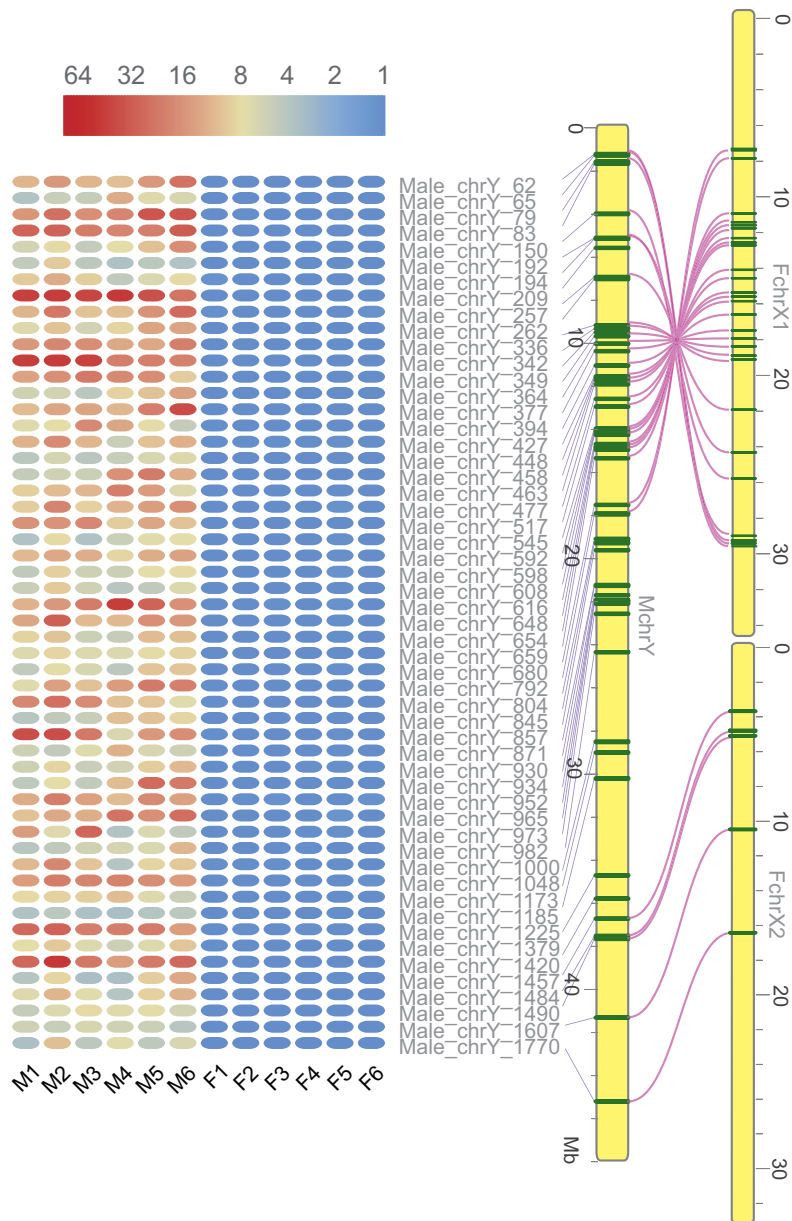 64 32 16 8 4 2 1
Male_chrY_62
Male_chrY_65
Male_chrY_79
Male_chrY_83
Male_chrY_150
Male_chrY_192
Male_chrY_194
Male_chrY_209
Male_chrY_257
Male_chrY_262
Male_chrY_336
Male_chrY_342
Male_chrY_349
Male_chrY_364
Male_chrY_377
Male_chrY_394
Male_chrY_427
Male_chrY_448
Male_chrY_458
Male_chrY_463
Male_chrY_477
Male_chrY_517
Male_chrY_545
Male_chrY_592
Male_chrY_598
Male_chrY_608
Male_chrY_616
Male_chrY_648
Male_chrY_654
Male_chrY_659
Male_chrY_680
Male_chrY_792
Male_chrY_804
Male_chrY_845
Male_chrY_857
Male_chrY_871
Male_chrY_930
Male_chrY_934
Male_chrY_952
Male_chrY_965
Male_chrY_973
Male_chrY_982
Male_chrY_1000
Male_chrY_1048
Male_chrY_1173
Male_chrY_1185
Male_chrY_1225
Male_chrY_1379
Male_chrY_1420
Male_chrY_1457
Male_chrY_1484
Male_chrY_1490
Male_chrY_1607
Male_chrY_1770
M1 M2 M3 M4 M5 M6 F1 F2 F3 F4 F5 F6
0
10
20
30
40
Mb
MchrY
0
10
20
30
FchrX1
0
10
20
30
FchrX2